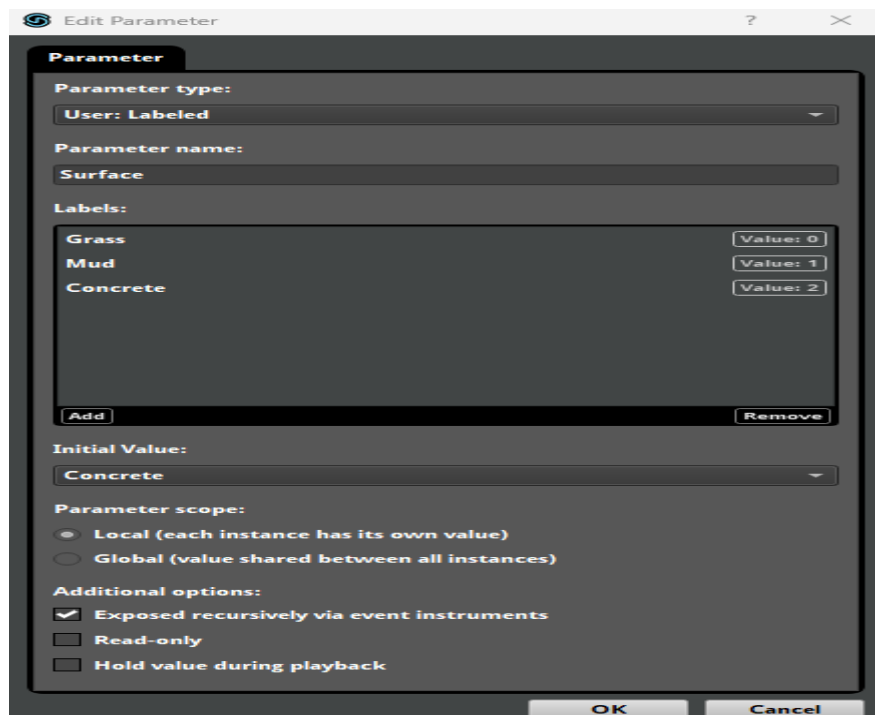 Edit Parameter ?
Parameter
Parameter type:
User: Labeled
Parameter name:
Surface
Labels:
Grass Value: 0
Mud Value: 1
Concrete Value: 2
Add Remove
Initial Value:
Concrete
Parameter scope:
Local (each instance has its own value)
Global (value shared between all instances)
Additional options:
Exposed recursively via event instruments
Read-only
Hold value during playback
OK Cancel